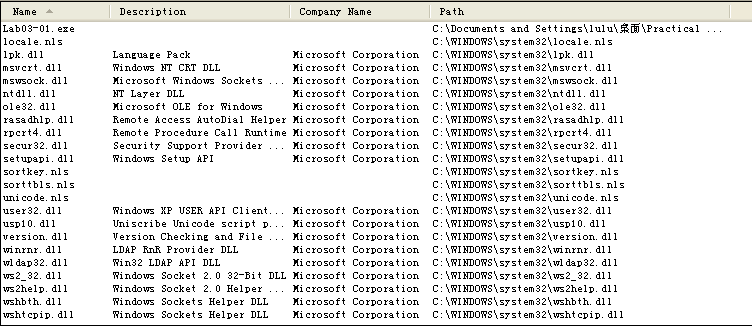 Name Description Company Name Path
Lab03-01.exe C:\Documents and Settings\lulu\桌面\Practical ...
locale.nls C:\WINDOWS\system32\locale.nls
lpk.dll Language Pack Microsoft Corporation C:\WINDOWS\system32\lpk.dll
msvcrt.dll Windows NT CRT DLL Microsoft Corporation C:\WINDOWS\system32\msvcrt.dll
mswsock.dll Microsoft Windows Sockets ... Microsoft Corporation C:\WINDOWS\system32\mswsock.dll
ntdll.dll NT Layer DLL Microsoft Corporation C:\WINDOWS\system32\ntdll.dll
ole32.dll Microsoft OLE for Windows Microsoft Corporation C:\WINDOWS\system32\ole32.dll
rasadhlp.dll Remote Access AutoDial Helper Microsoft Corporation C:\WINDOWS\system32\rasadhlp.dll
rpcrt4.dll Remote Procedure Call Runtime Microsoft Corporation C:\WINDOWS\system32\rpcrt4.dll
secur32.dll Security Support Provider ... Microsoft Corporation C:\WINDOWS\system32\secur32.dll
setupapi.dll Windows Setup API Microsoft Corporation C:\WINDOWS\system32\setupapi.dll
sortkey.nls C:\WINDOWS\system32\sortkey.nls
sorttbls.nls C:\WINDOWS\system32\sorttbls.nls
unicode.nls C:\WINDOWS\system32\unicode.nls
user32.dll Windows XP USER API Client... Microsoft Corporation C:\WINDOWS\system32\user32.dll
usp10.dll Uniscribe Unicode script p... Microsoft Corporation C:\WINDOWS\system32\usp10.dll
version.dll Version Checking and File ... Microsoft Corporation C:\WINDOWS\system32\version.dll
winrnr.dll LDAP RnR Provider DLL Microsoft Corporation C:\WINDOWS\system32\winrnr.dll
wldap32.dll Win32 LDAP API DLL Microsoft Corporation C:\WINDOWS\system32\wldap32.dll
ws2_32.dll Windows Socket 2.0 32-Bit DLL Microsoft Corporation C:\WINDOWS\system32\ws2_32.dll
ws2help.dll Windows Socket 2.0 Helper ... Microsoft Corporation C:\WINDOWS\system32\ws2help.dll
wshbth.dll Windows Sockets Helper DLL Microsoft Corporation C:\WINDOWS\system32\wshbth.dll
wshtcpip.dll Windows Sockets Helper DLL Microsoft Corporation C:\WINDOWS\system32\wshtcpip.dll